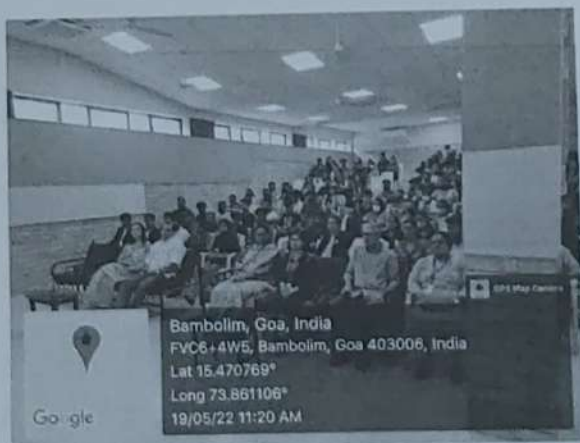 GPS Map Camera
Bambolim, Goa, India
FVC6+4W5, Bambolim, Goa 403006, India
Lat 15.470769°
Long 73.861106°
19/05/22 11:20 AM
Google